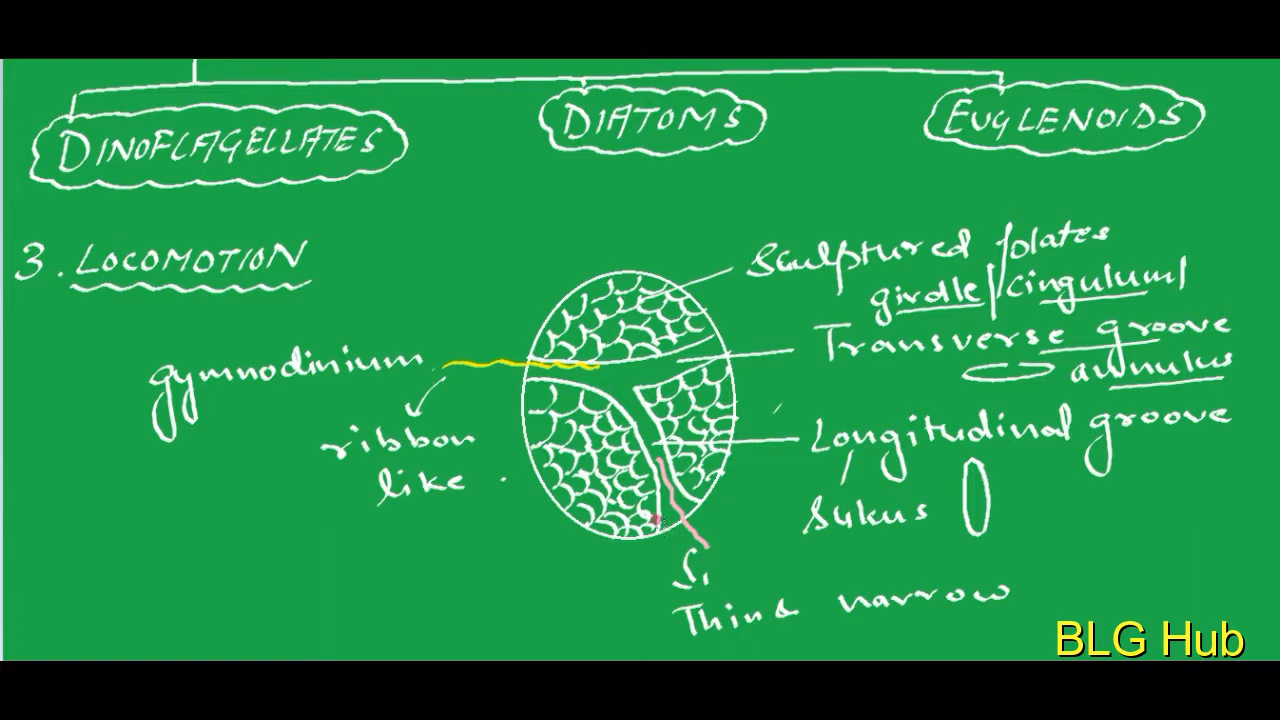 DINOFLAGELLATES
DIATOMS
EUGLENOIDS
3. LOCOMOTION
Sculptured plates
girdle/cingulum/
Transverse groove
annulus
gymnodinium
ribbon
like
Longitudinal groove
Sulcus
Thin & narrow
BLG Hub